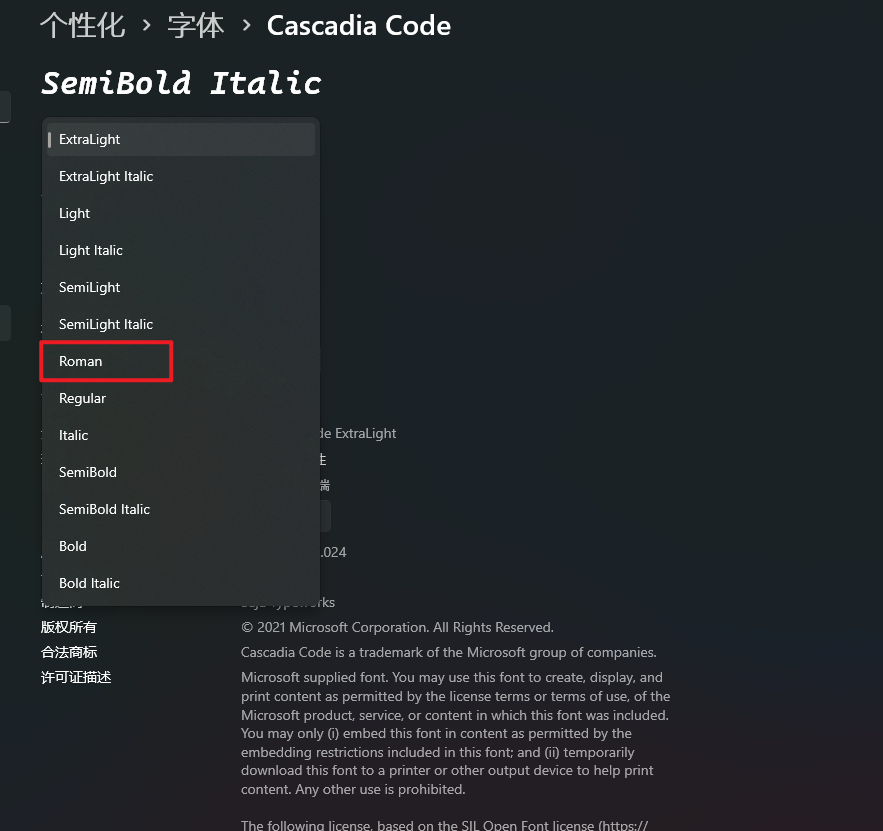 个性化 › 字体 › Cascadia Code
SemiBold Italic
ExtraLight
ExtraLight Italic
Light
Light Italic
SemiLight
SemiLight Italic
Roman
Regular
Italic
de ExtraLight
性
SemiBold
端
SemiBold Italic
Bold
.024
Bold Italic
版权所有
© 2021 Microsoft Corporation. All Rights Reserved.
合法商标
Cascadia Code is a trademark of the Microsoft group of companies.
许可证描述
Microsoft supplied font. You may use this font to create, display, and
print content as permitted by the license terms or terms of use, of the
Microsoft product, service, or content in which this font was included.
You may only (i) embed this font in content as permitted by the
embedding restrictions included in this font; and (ii) temporarily
download this font to a printer or other output device to help print
content. Any other use is prohibited.
The following license, based on the SIL Open Font license (https://